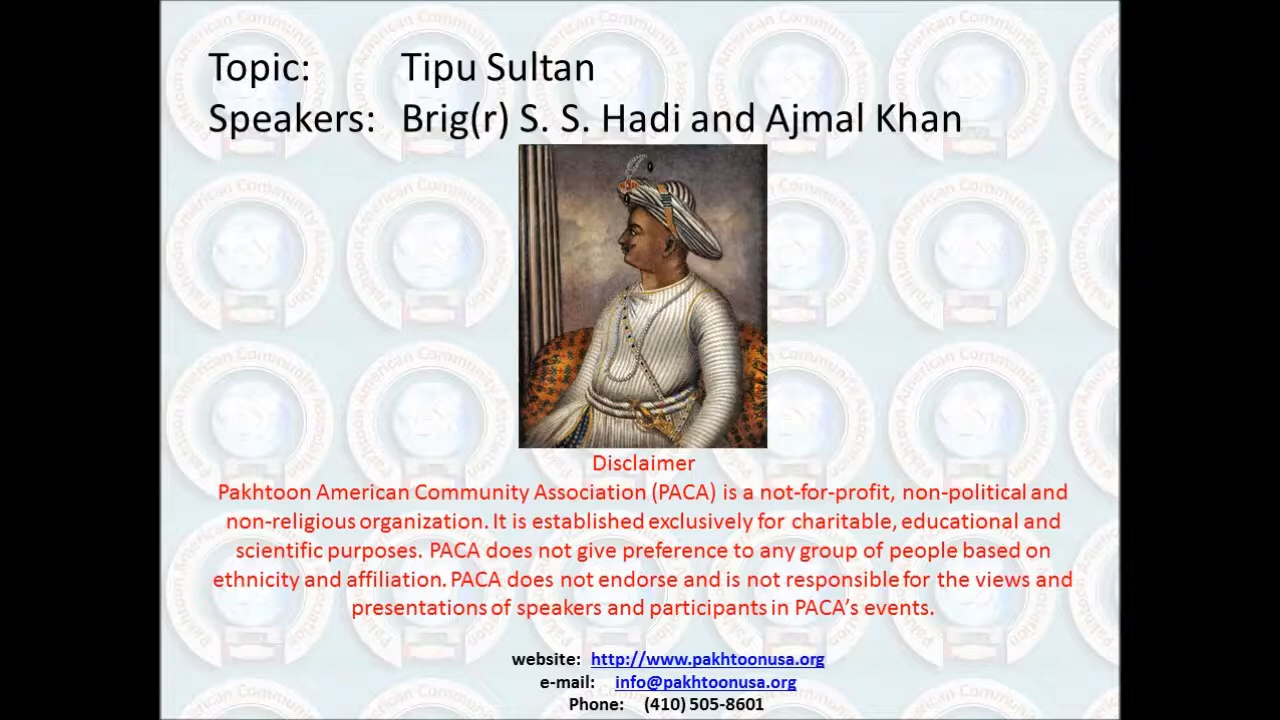 Topic: Tipu Sultan
Speakers: Brig(r) S. S. Hadi and Ajmal Khan
Disclaimer
Pakhtoon American Community Association (PACA) is a not-for-profit, non-political and
non-religious organization. It is established exclusively for charitable, educational and
scientific purposes. PACA does not give preference to any group of people based on
ethnicity and affiliation. PACA does not endorse and is not responsible for the views and
presentations of speakers and participants in PACA’s events.
website: http://www.pakhtoonusa.org
e-mail: info@pakhtoonusa.org
Phone: (410) 505-8601